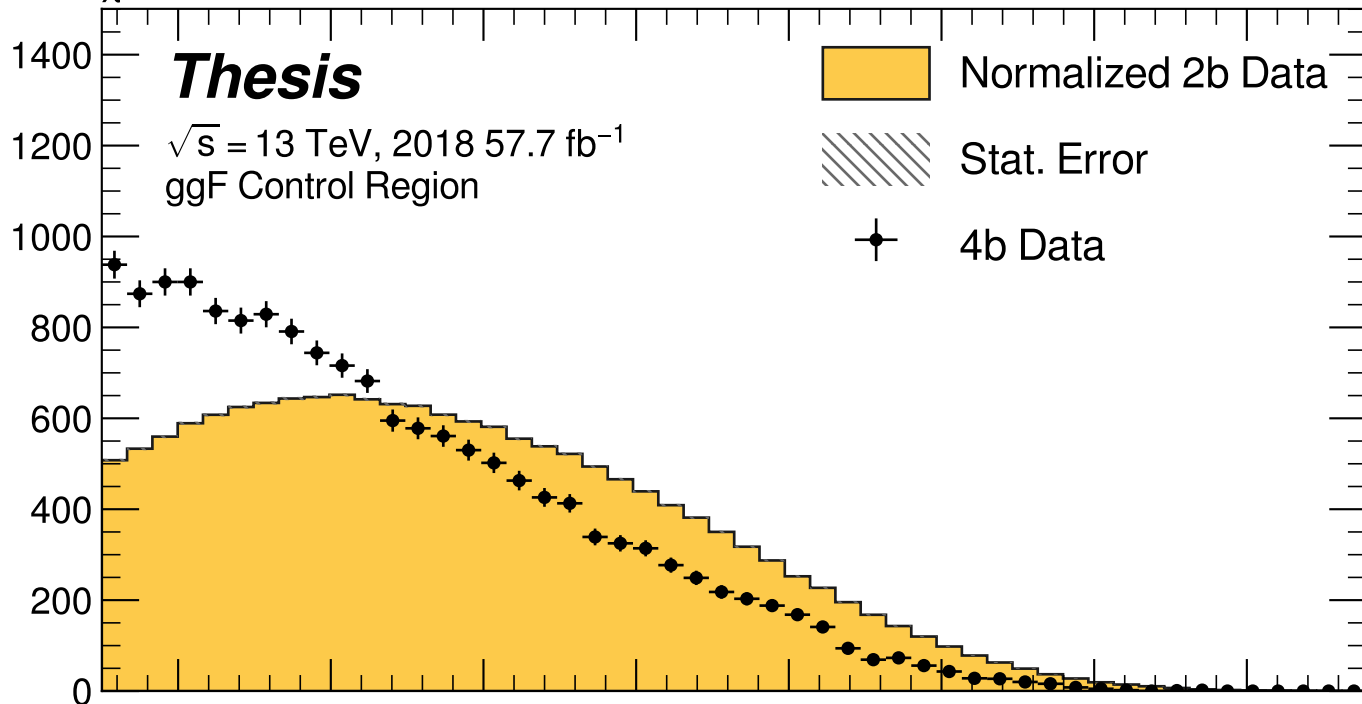 Thesis
√s = 13 TeV, 2018 57.7 fb⁻¹
ggF Control Region
Normalized 2b Data
Stat. Error
4b Data
1400
1200
1000
800
600
400
200
0